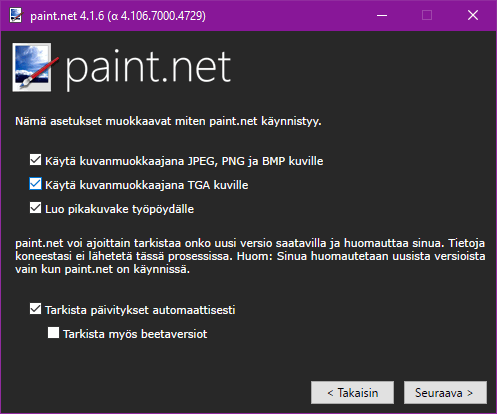 paint.net 4.1.6 (α 4.106.7000.4729)
paint.net
Nämä asetukset muokkaavat miten paint.net käynnistyy.
Käytä kuvanmuokkaajana JPEG, PNG ja BMP kuville
Käytä kuvanmuokkaajana TGA kuville
Luo pikakuvake työpöydälle
paint.net voi ajoittain tarkistaa onko uusi versio saatavilla ja huomauttaa sinua. Tietoja
koneestasi ei lähetetä tässä prosessissa. Huom: Sinua huomautetaan uusista versioista
vain kun paint.net on käynnissä.
Tarkista päivitykset automaattisesti
Tarkista myös beetaversiot
< Takaisin
Seuraava >